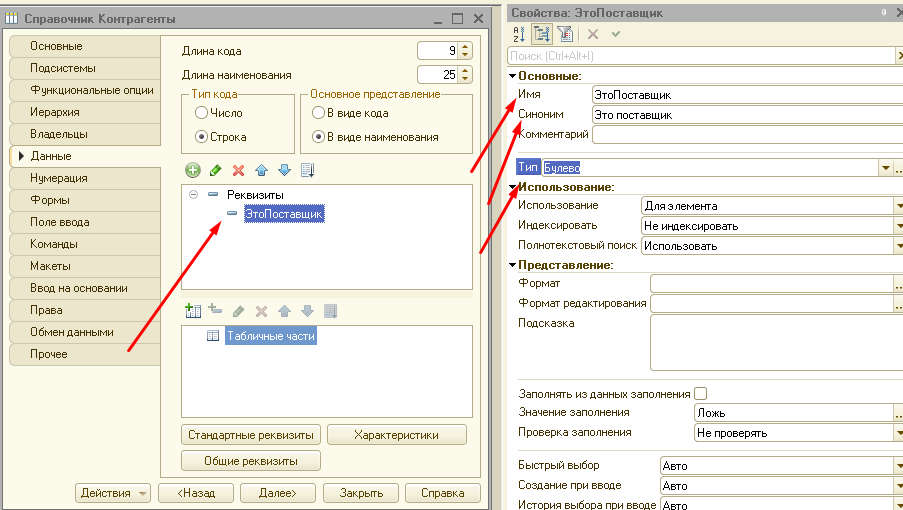 Справочник Контрагенты
Основные
Подсистемы
Функциональные опции
Иерархия
Владельцы
Данные
Нумерация
Формы
Поле ввода
Команды
Макеты
Ввод на основании
Права
Обмен данными
Прочее
Длина кода
9
Длина наименования
25
Тип кода
Число
Строка
Основное представление
В виде кода
В виде наименования
Реквизиты
ЭтоПоставщик
Табличные части
Стандартные реквизиты
Характеристики
Общие реквизиты
Действия
<Назад
Далее>
Закрыть
Справка
Свойства: ЭтоПоставщик
Поиск (Ctrl+Alt+I)
Основные:
Имя
ЭтоПоставщик
Синоним
Это поставщик
Комментарий
Тип
Булево
Использование:
Использование
Для элемента
Индексировать
Не индексировать
Полнотекстовый поиск
Использовать
Представление:
Формат
Формат редактирования
Подсказка
Заполнять из данных заполнения
Значение заполнения
Ложь
Проверка заполнения
Не проверять
Быстрый выбор
Авто
Создание при вводе
Авто
История выбора при вводе
Авто